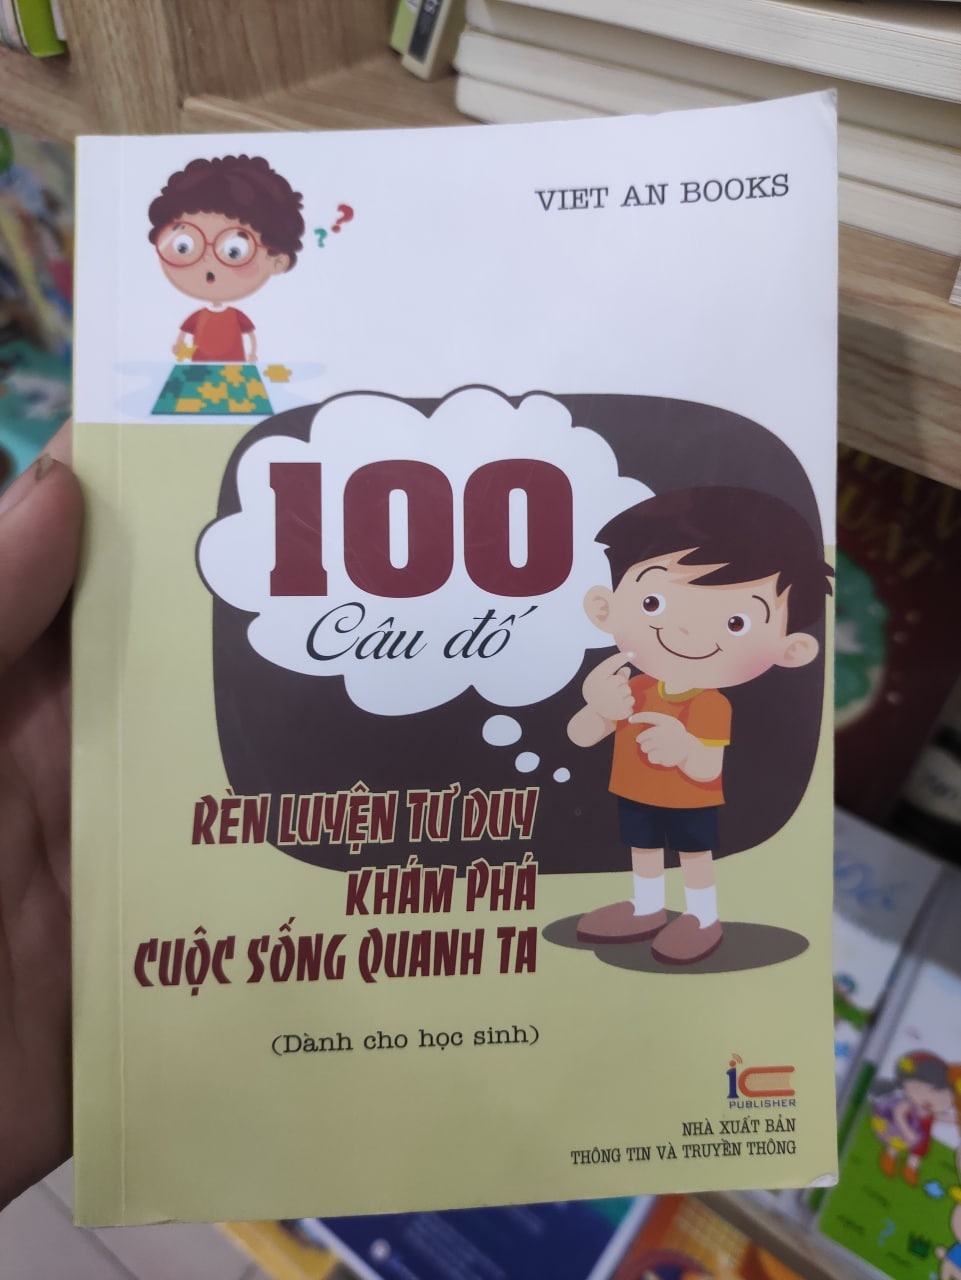 VIET AN BOOKS
? ?
100
Câu đố
RÈN LUYỆN TƯ DUY
KHÁM PHÁ
CUỘC SỐNG QUANH TA
(Dành cho học sinh)
iC
PUBLISHER
NHÀ XUẤT BẢN
THÔNG TIN VÀ TRUYỀN THÔNG